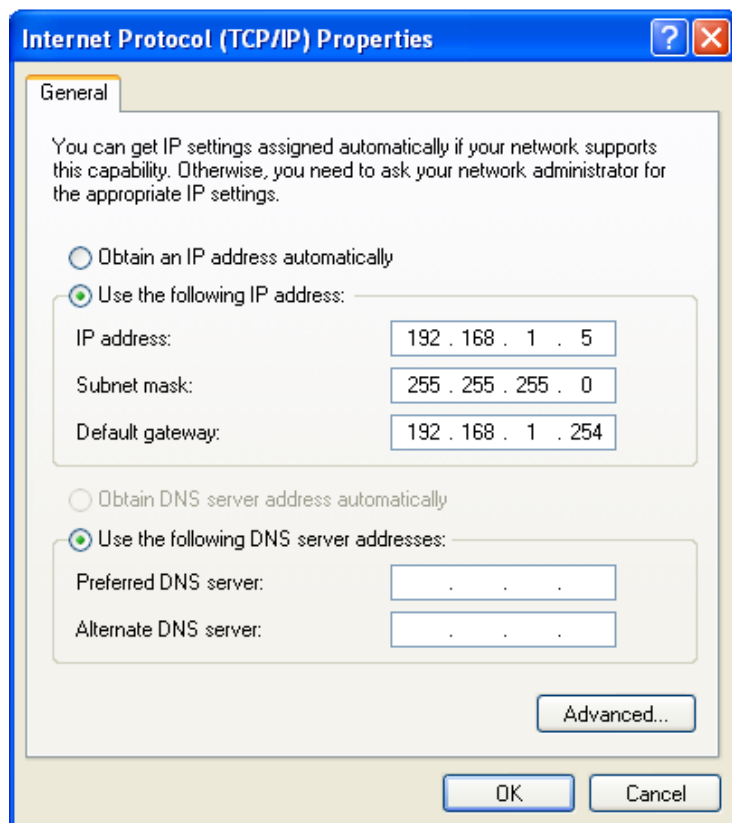 Internet Protocol (TCP/IP) Properties
General
You can get IP settings assigned automatically if your network supports
this capability. Otherwise, you need to ask your network administrator for
the appropriate IP settings.
Obtain an IP address automatically
Use the following IP address:
IP address: 192 . 168 . 1 . 5
Subnet mask: 255 . 255 . 255 . 0
Default gateway: 192 . 168 . 1 . 254
Obtain DNS server address automatically
Use the following DNS server addresses:
Preferred DNS server: . . .
Alternate DNS server: . . .
Advanced...
OK Cancel